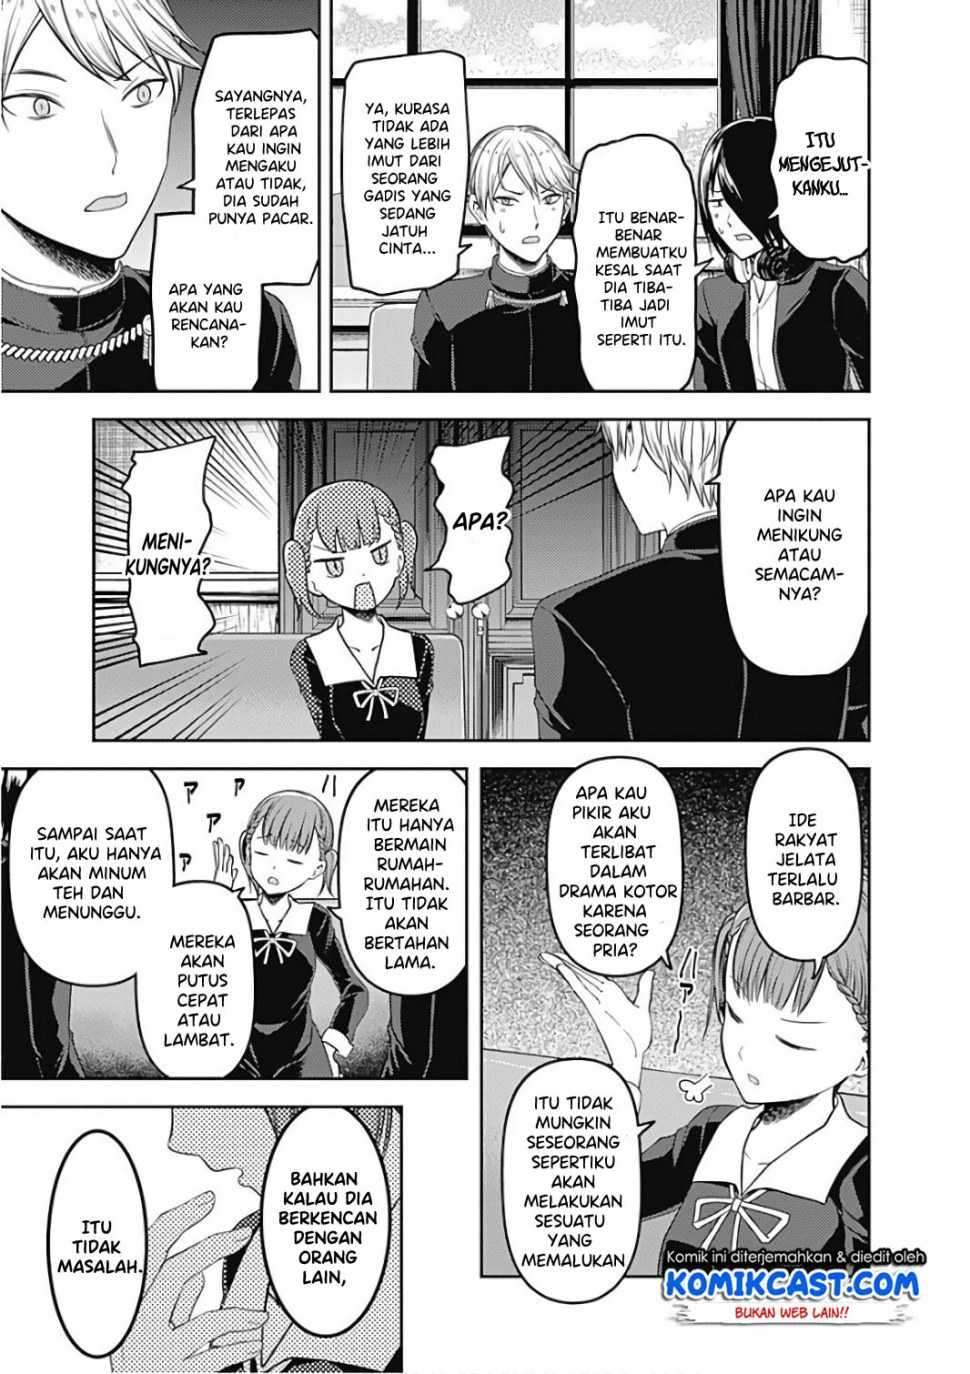 ITU
MENGEJUT-
KANKU...
ITU BENAR-
BENAR
MEMBUATKU
KESAL SAAT
DIA TIBA-
TIBA JADI
IMUT
SEPERTI ITU.
YA, KURASA
TIDAK ADA
YANG LEBIH
IMUT DARI
SEORANG
GADIS YANG
SEDANG
JATUH
CINTA...
SAYANGNYA,
TERLEPAS
DARI APA
KAU INGIN
MENGAKU
ATAU TIDAK,
DIA SUDAH
PUNYA PACAR.
APA YANG
AKAN KAU
RENCANA-
KAN?
APA KAU
INGIN
MENIKUNG
ATAU
SEMACAM-
NYA?
APA?
MENI-
KUNGNYA?
IDE
RAKYAT
JELATA
TERLALU
BARBAR.
APA KAU
PIKIR AKU
AKAN
TERLIBAT
DALAM
DRAMA KOTOR
KARENA
SEORANG
PRIA?
ハァ
ITU TIDAK
MUNGKIN
SESEORANG
SEPERTIKU
AKAN
MELAKUKAN
SESUATU
YANG
MEMALUKAN
MEREKA
ITU HANYA
BERMAIN
RUMAH-
RUMAHAN.
ITU TIDAK
AKAN
BERTAHAN
LAMA.
ハ
ア
ア
MEREKA
AKAN
PUTUS
CEPAT
ATAU
LAMBAT.
SAMPAI SAAT
ITU, AKU HANYA
AKAN MINUM
TEH DAN
MENUNGGU.
BAHKAN
KALAU DIA
BERKENCAN
DENGAN
ORANG
LAIN,
ITU
TIDAK
MASALAH.
Komik ini diterjemahkan & diedit oleh
KOMIKCAST.COM
BUKAN WEB LAIN!!